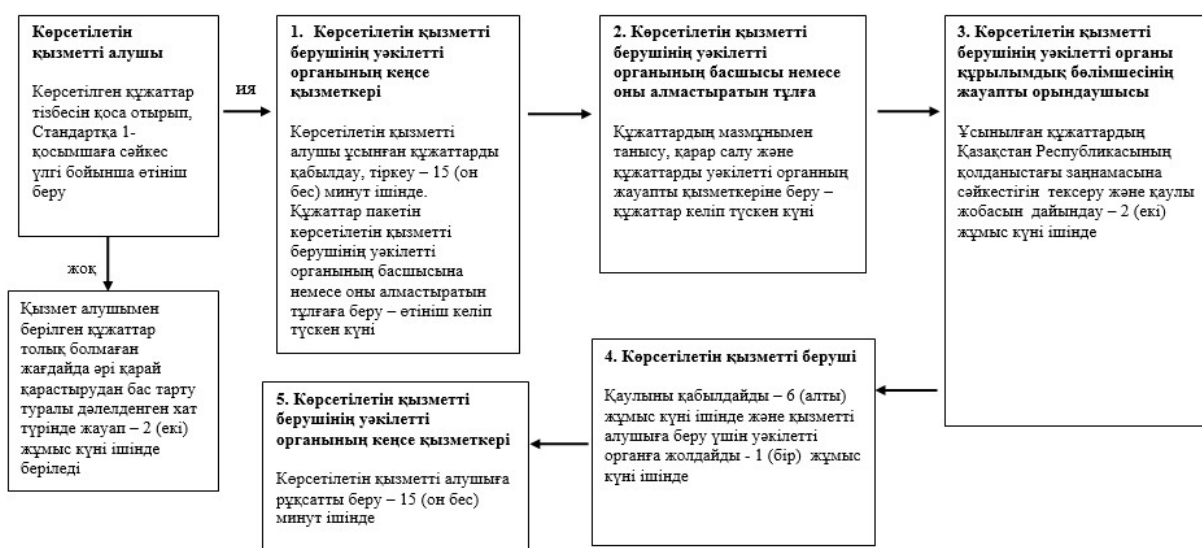 Көрсетілетін
қызметті алушы
Көрсетілген құжаттар
тізбесін қоса отырып,
Стандартқа 1-
қосымшаға сәйкес
үлгі бойынша өтініш
беру
ИЯ
жоқ
Қызмет алушымен
берілген құжаттар
толық болмаған
жағдайда әрі қарай
қарастырудан бас тарту
туралы дәлелденген хат
түрінде жауап – 2 (екі)
жұмыс күні ішінде
беріледі
1. Көрсетілетін қызметті
берушінің уәкілетті
органының кеңсе
қызметкері
Көрсетілетін қызметті
алушы ұсынған құжаттарды
қабылдау, тіркеу – 15 (он
бес) минут ішінде.
Құжаттар пакетін
көрсетілетін қызметті
берушінің уәкілетті
органының басшысына
немесе оны алмастыратын
тұлғаға беру – өтініш келіп
түскен күні
2. Көрсетілетін қызметті
берушінің уәкілетті
органының басшысы немесе
оны алмастыратын тұлға
Құжаттардың мазмұнымен
танысу, қарар салу және
құжаттарды уәкілетті органның
жауапты қызметкеріне беру –
құжаттар келіп түскен күні
3. Көрсетілетін қызметті
берушінің уәкілетті органы
құрылымдық бөлімшесінің
жауапты орындаушысы
Ұсынылған құжаттардың
Қазақстан Республикасының
қолданыстағы заңнамасына
сәйкестігін тексеру және қаулы
жобасын дайындау – 2 (екі)
жұмыс күні ішінде
4. Көрсетілетін қызметті беруші
Қаулыны қабылдайды – 6 (алты)
жұмыс күні ішінде және қызметті
алушыға беру үшін уәкілетті
органға жолдайды - 1 (бір) жұмыс
күні ішінде
5. Көрсетілетін қызметті
берушінің уәкілетті
органының кеңсе қызметкері
Көрсетілетін қызметті алушыға
рұқсатты беру – 15 (он бес)
минут ішінде